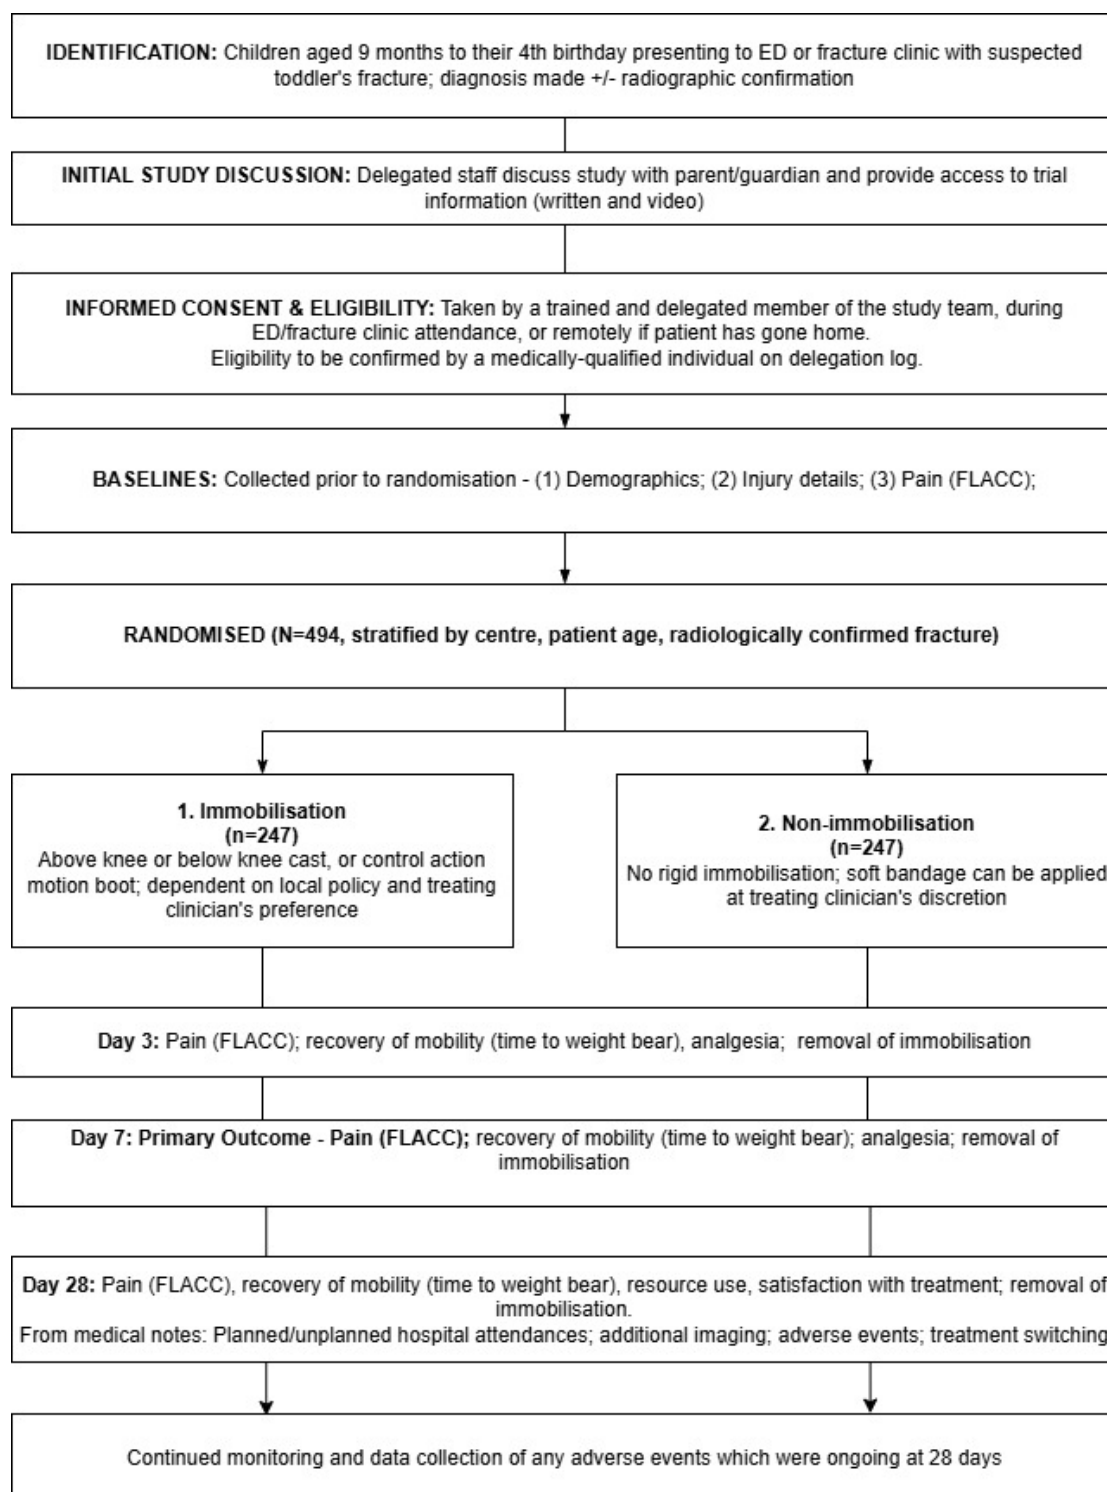 IDENTIFICATION: Children aged 9 months to their 4th birthday presenting to ED or fracture clinic with suspected
toddler's fracture; diagnosis made +/- radiographic confirmation
INITIAL STUDY DISCUSSION: Delegated staff discuss study with parent/guardian and provide access to trial
information (written and video)
INFORMED CONSENT & ELIGIBILITY: Taken by a trained and delegated member of the study team, during
ED/fracture clinic attendance, or remotely if patient has gone home.
Eligibility to be confirmed by a medically-qualified individual on delegation log.
BASELINES: Collected prior to randomisation - (1) Demographics; (2) Injury details; (3) Pain (FLACC);
RANDOMISED (N=494, stratified by centre, patient age, radiologically confirmed fracture)
1. Immobilisation
(n=247)
Above knee or below knee cast, or control action
motion boot; dependent on local policy and treating
clinician's preference
2. Non-immobilisation
(n=247)
No rigid immobilisation; soft bandage can be applied
at treating clinician's discretion
Day 3: Pain (FLACC); recovery of mobility (time to weight bear), analgesia; removal of immobilisation
Day 7: Primary Outcome - Pain (FLACC); recovery of mobility (time to weight bear); analgesia; removal of
immobilisation
Day 28: Pain (FLACC), recovery of mobility (time to weight bear), resource use, satisfaction with treatment; removal of
immobilisation.
From medical notes: Planned/unplanned hospital attendances; additional imaging; adverse events; treatment switching
Continued monitoring and data collection of any adverse events which were ongoing at 28 days